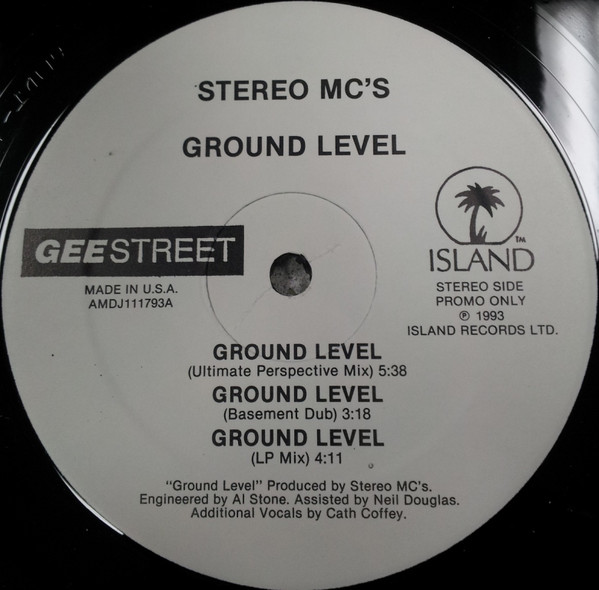 STEREO MC'S
GROUND LEVEL
GEESTREET
MADE IN U.S.A.
AMDJ111793A
ISLAND™
STEREO SIDE
PROMO ONLY
℗ 1993
ISLAND RECORDS LTD.
GROUND LEVEL
(Ultimate Perspective Mix) 5:38
GROUND LEVEL
(Basement Dub) 3:18
GROUND LEVEL
(LP Mix) 4:11
"Ground Level" Produced by Stereo MC's.
Engineered by Al Stone. Assisted by Neil Douglas.
Additional Vocals by Cath Coffey.